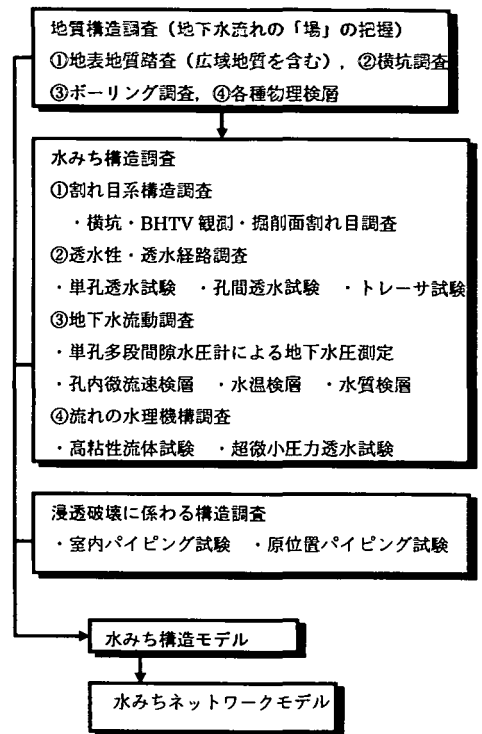 地質構造調査（地下水流れの「場」の把握）
①地表地質踏査（広域地質を含む），②横坑調査
③ボーリング調査，④各種物理検層
水みち構造調査
①割れ目系構造調査
・横坑・BHTV 観測・掘削面割れ目調査
②透水性・透水経路調査
・単孔透水試験　・孔間透水試験　・トレーサ試験
③地下水流動調査
・単孔多段間隙水圧計による地下水圧測定
・孔内微流速検層　・水温検層　・水質検層
④流れの水理機構調査
・高粘性流体試験　・超微小圧力透水試験
浸透破壊に係わる構造調査
・室内パイピング試験　・原位置パイピング試験
水みち構造モデル
水みちネットワークモデル